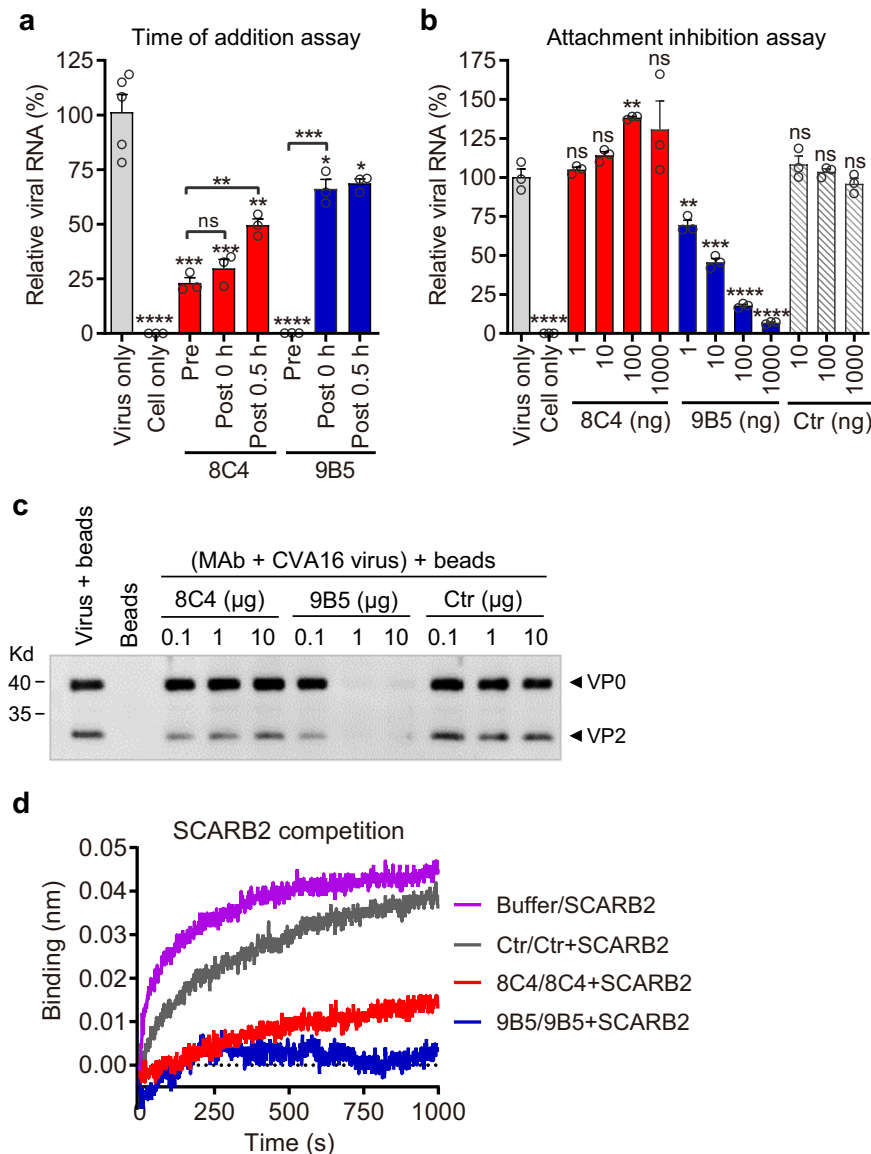 a
Time of addition assay
Relative viral RNA (%)
125
100
75
50
25
0
****
***
ns
***
**
**
****
***
*
*
Virus only
Cell only
Pre
Post 0 h
Post 0.5 h
Pre
Post 0 h
Post 0.5 h
8C4
9B5
b
Attachment inhibition assay
Relative viral RNA (%)
175
150
125
100
75
50
25
0
****
ns
ns
**
ns
**
***
****
****
ns
ns
ns
Virus only
Cell only
1
10
100
1000
1
10
100
1000
10
100
1000
8C4 (ng)
9B5 (ng)
Ctr (ng)
c
Virus + beads
Beads
(MAb + CVA16 virus) + beads
8C4 (µg) 9B5 (µg) Ctr (µg)
0.1 1 10 0.1 1 10 0.1 1 10
Kd
40
35
VP0
VP2
d
SCARB2 competition
Binding (nm)
0.05
0.04
0.03
0.02
0.01
0.00
0 250 500 750 1000
Time (s)
Buffer/SCARB2
Ctr/Ctr+SCARB2
8C4/8C4+SCARB2
9B5/9B5+SCARB2